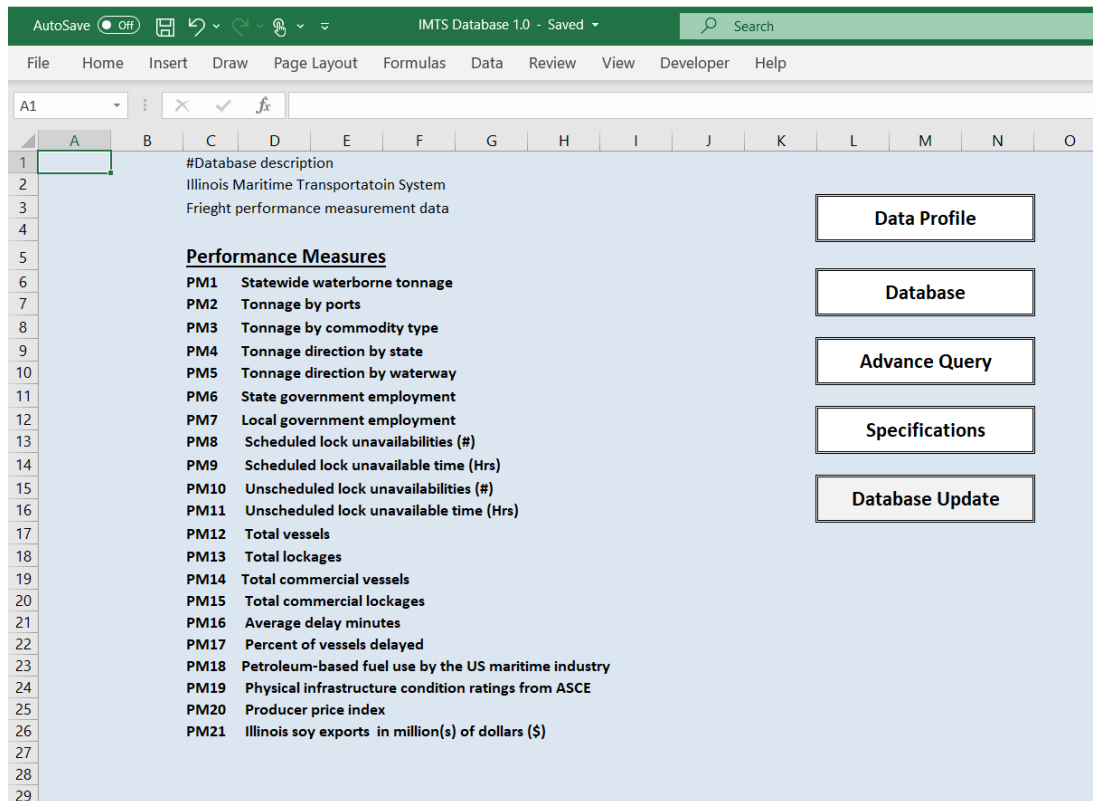 AutoSave Off IMTS Database 1.0 - Saved Search
File Home Insert Draw Page Layout Formulas Data Review View Developer Help
A1 fx
A B C D E F G H I J K L M N O
1 #Database description
2 Illinois Maritime Transportatoin System
3 Frieght performance measurement data
Data Profile
4
5 Performance Measures
6 PM1 Statewide waterborne tonnage
Database
7 PM2 Tonnage by ports
8 PM3 Tonnage by commodity type
9 PM4 Tonnage direction by state
Advance Query
10 PM5 Tonnage direction by waterway
11 PM6 State government employment
12 PM7 Local government employment
Specifications
13 PM8 Scheduled lock unavailabilities (#)
14 PM9 Scheduled lock unavailable time (Hrs)
15 PM10 Unscheduled lock unavailabilities (#)
Database Update
16 PM11 Unscheduled lock unavailable time (Hrs)
17 PM12 Total vessels
18 PM13 Total lockages
19 PM14 Total commercial vessels
20 PM15 Total commercial lockages
21 PM16 Average delay minutes
22 PM17 Percent of vessels delayed
23 PM18 Petroleum-based fuel use by the US maritime industry
24 PM19 Physical infrastructure condition ratings from ASCE
25 PM20 Producer price index
26 PM21 Illinois soy exports in million(s) of dollars ($)
27
28
29